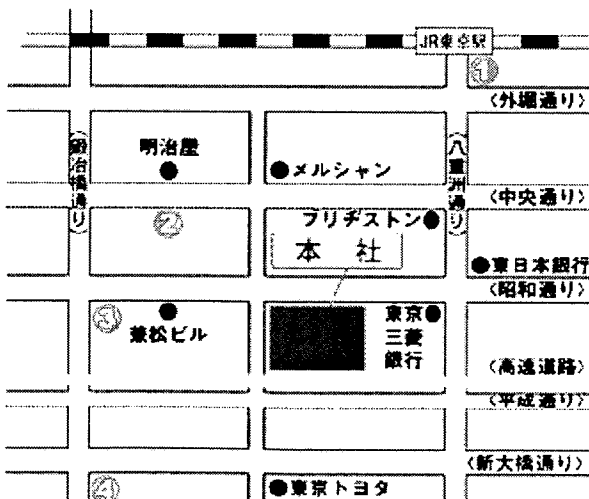 JR東京駅
①
〈外堀通り〉
〈鍛冶橋通り〉
明治屋
●メルシャン
〈八重洲通り〉
〈中央通り〉
②
ブリヂストン●
本 社
●東日本銀行
〈昭和通り〉
③
兼松ビル
東京●
三菱
銀行
〈高速道路〉
〈平成通り〉
〈新大橋通り〉
④
●東京トヨタ